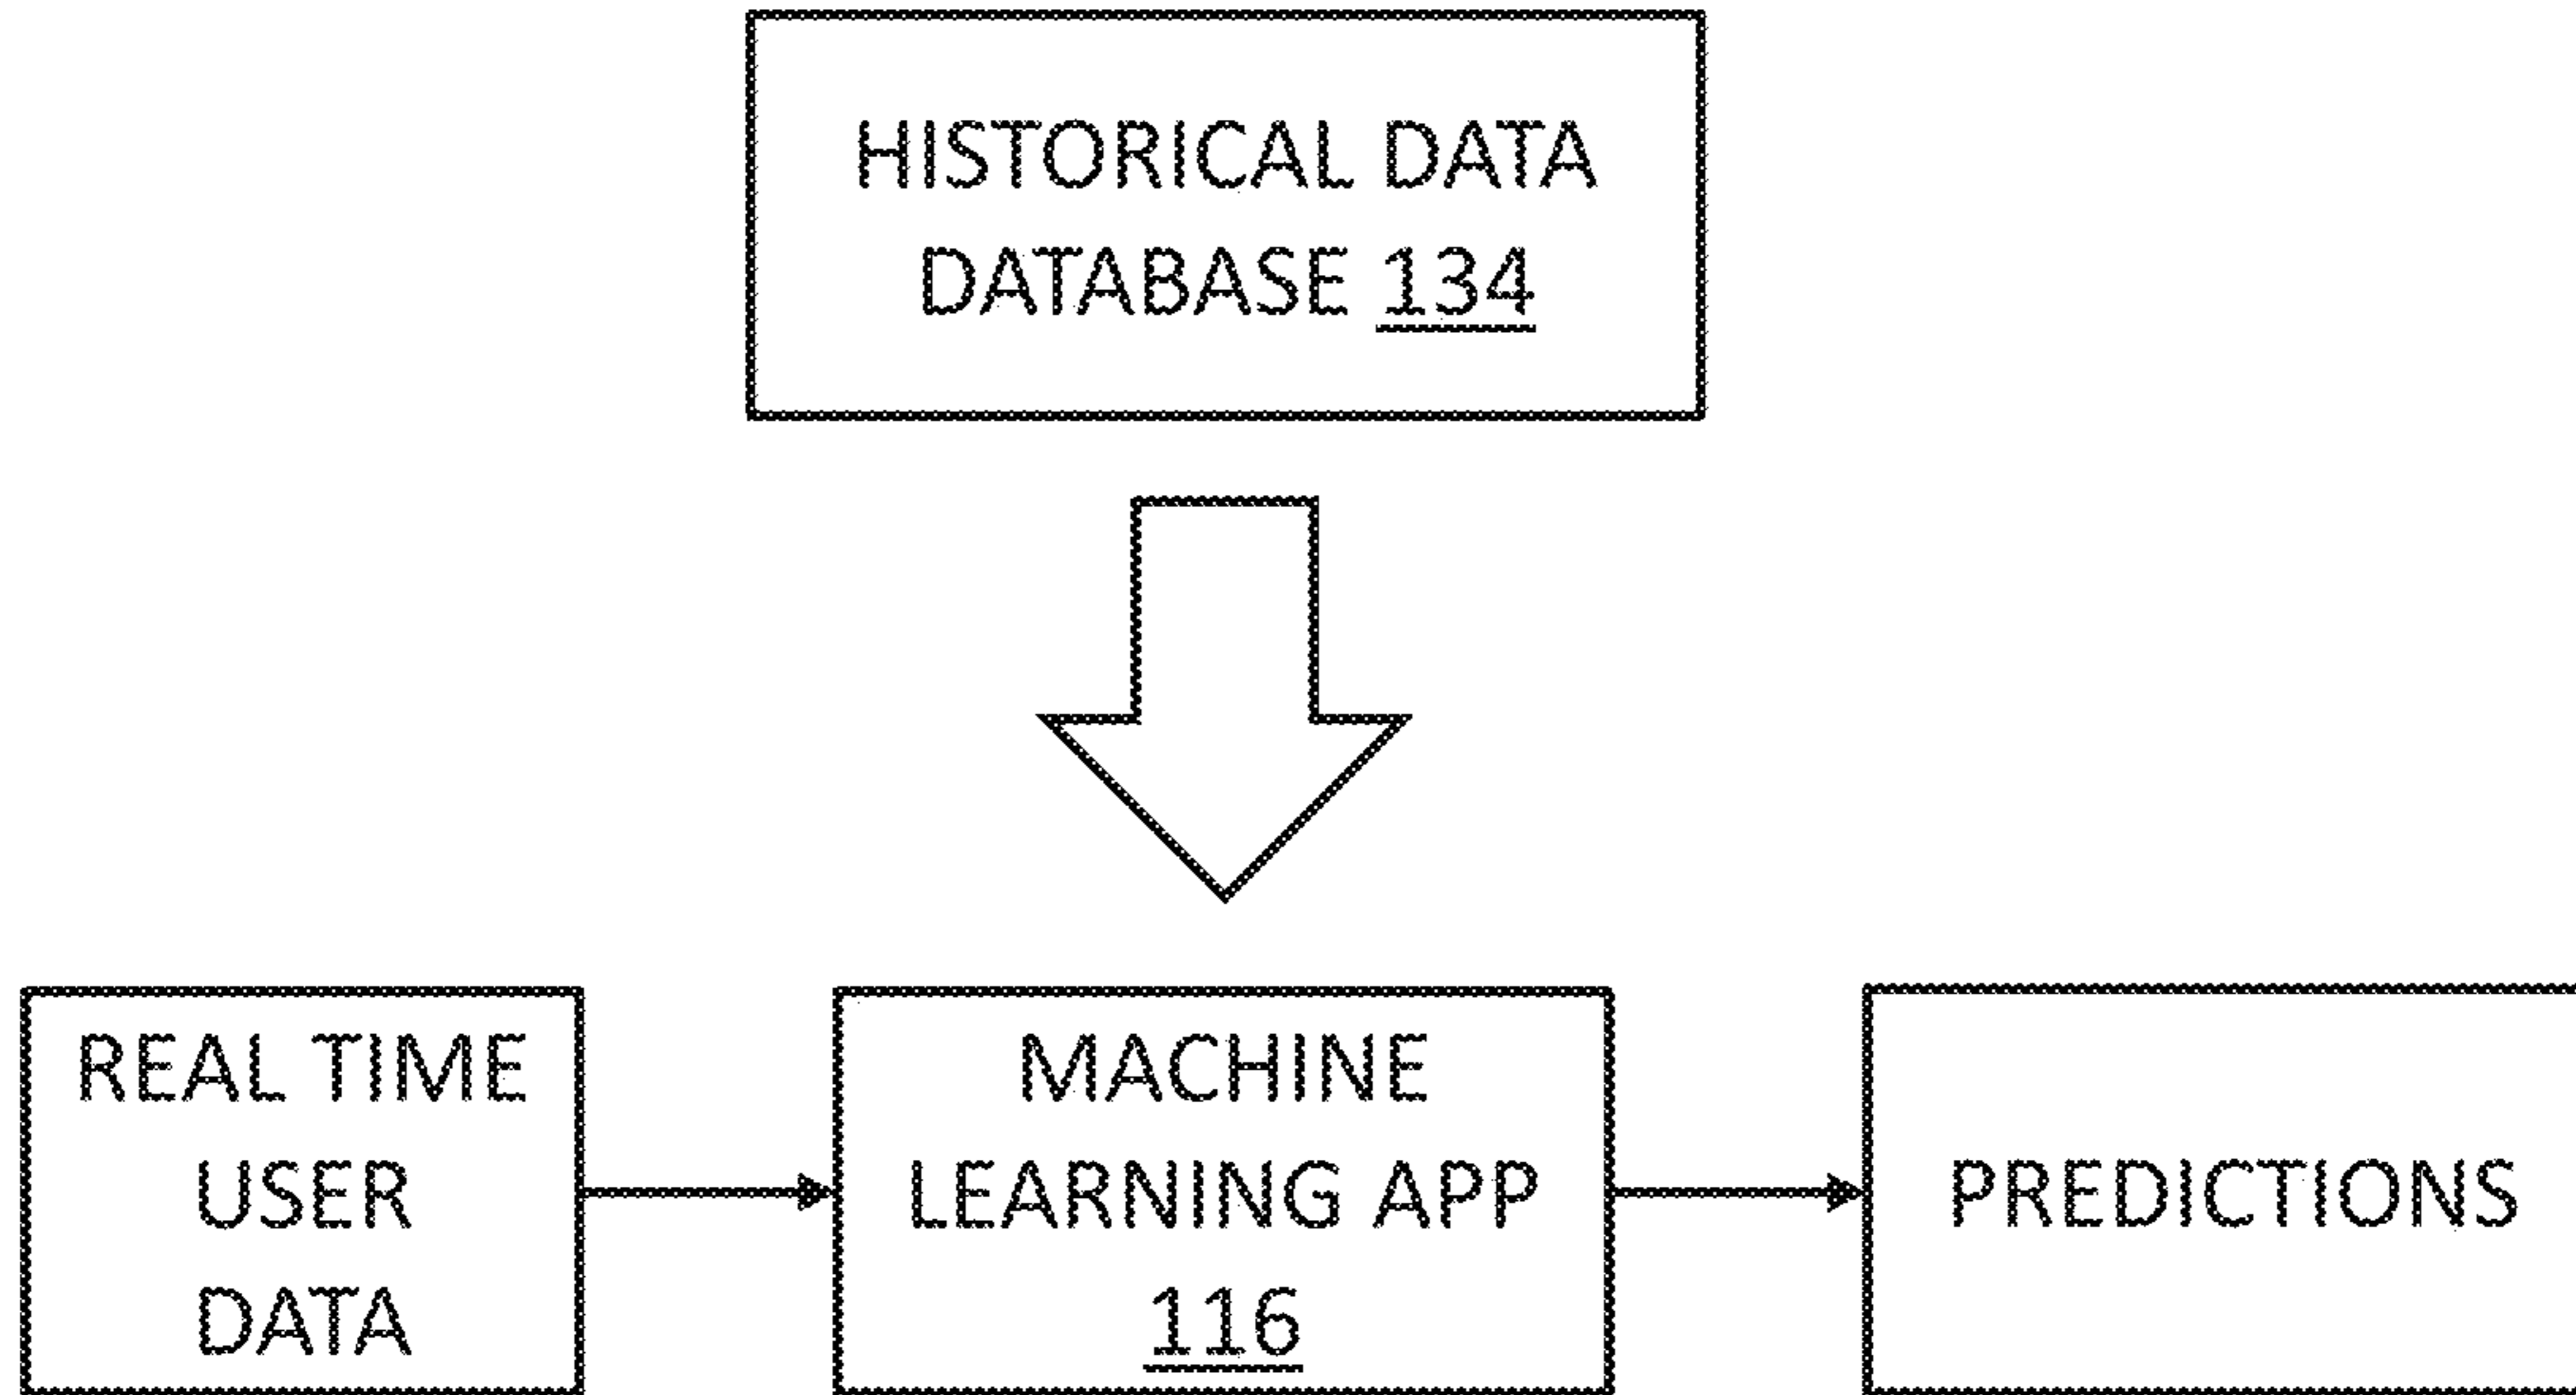 HISTORICAL DATA
DATABASE 134
REAL TIME
USER
DATA
MACHINE
LEARNING APP
116
PREDICTIONS